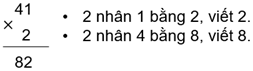 41
×
2
82
• 2 nhân 1 bằng 2, viết 2.
• 2 nhân 4 bằng 8, viết 8.